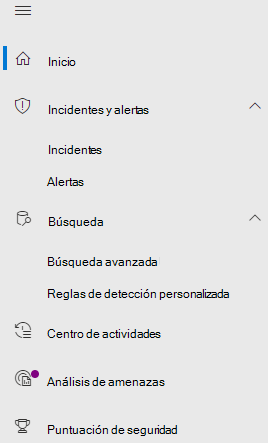 Inicio
Incidentes y alertas
Incidentes
Alertas
Búsqueda
Búsqueda avanzada
Reglas de detección personalizada
Centro de actividades
Análisis de amenazas
Puntuación de seguridad